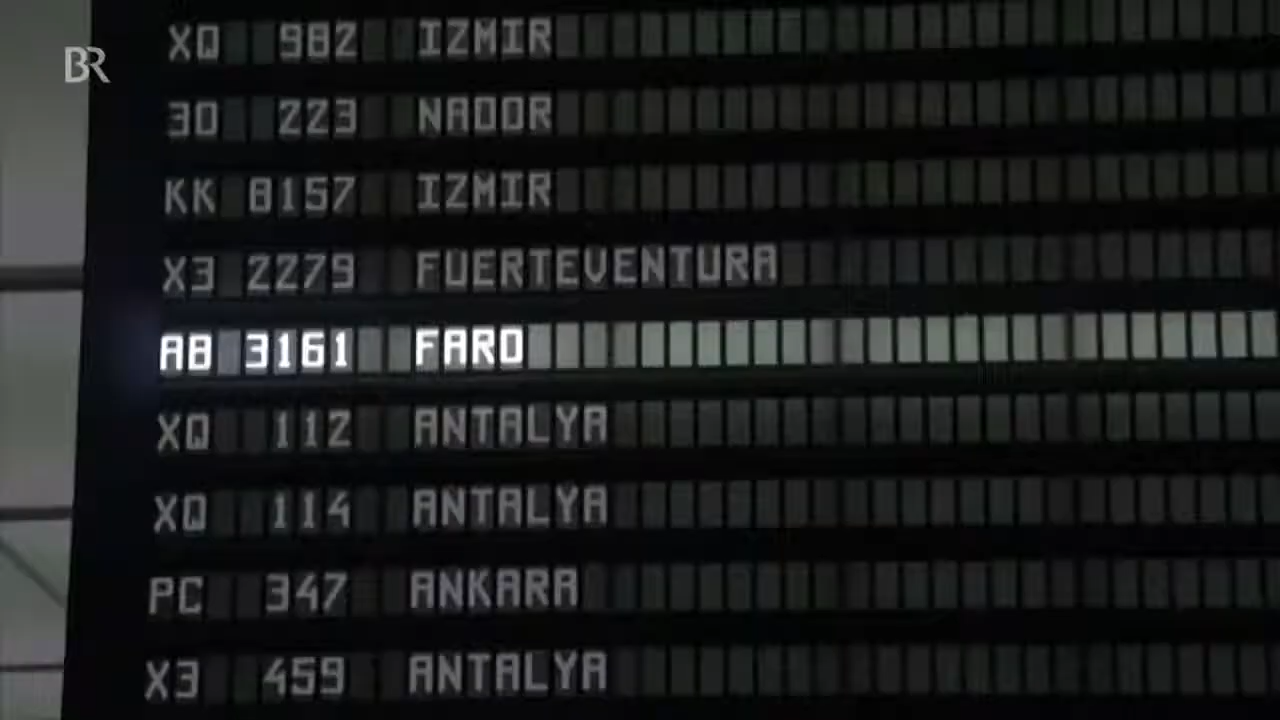 BR
XQ 982 IZMIR
3O 223 NADOR
KK 8157 IZMIR
X3 2279 FUERTEVENTURA
AB 3161 FARO
XQ 112 ANTALYA
XQ 114 ANTALYA
PC 347 ANKARA
X3 459 ANTALYA